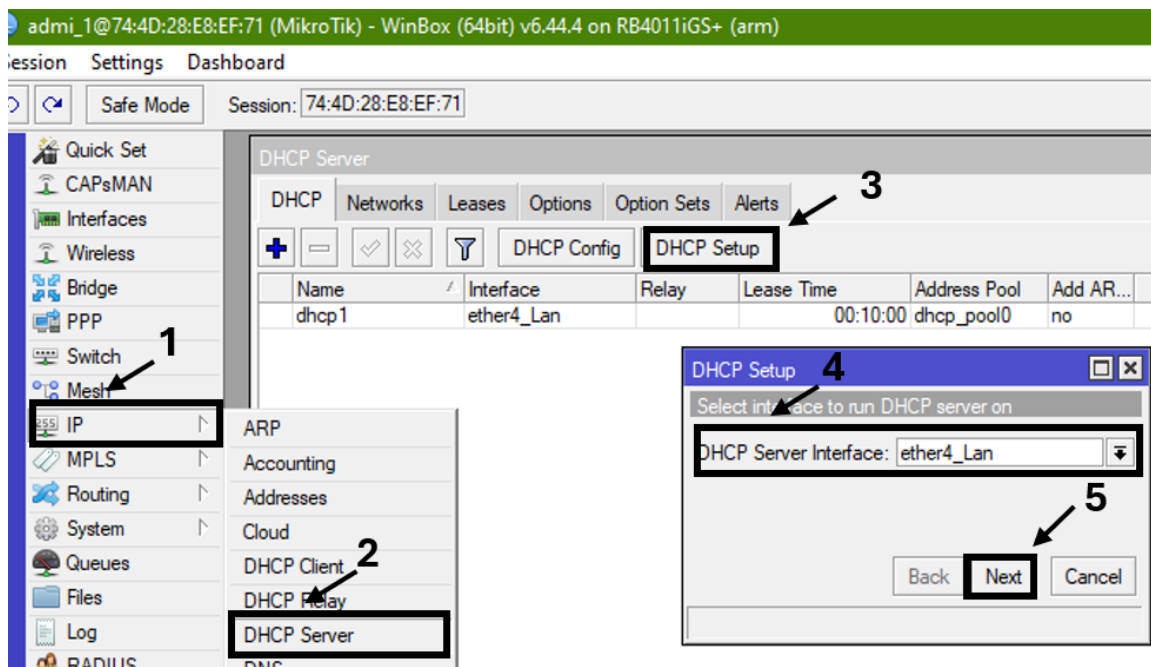 admi_1@74:4D:28:E8:EF:71 (MikroTik) - WinBox (64bit) v6.44.4 on RB4011iGS+ (arm)
Session Settings Dashboard
Safe Mode Session: 74:4D:28:E8:EF:71
Quick Set
CAPsMAN
Interfaces
Wireless
Bridge
PPP
Switch
Mesh
1
255 IP
MPLS
Routing
System
Queues
Files
Log
RADIUS
ARP
Accounting
Addresses
Cloud
DHCP Client
2
DHCP Relay
DHCP Server
DNS
DHCP Server
DHCP Networks Leases Options Option Sets Alerts
3
DHCP Config DHCP Setup
Name Interface Relay Lease Time Address Pool Add AR...
dhcp1 ether4_Lan 00:10:00 dhcp_pool0 no
DHCP Setup
4
Select interface to run DHCP server on
DHCP Server Interface: ether4_Lan
5
Back Next Cancel